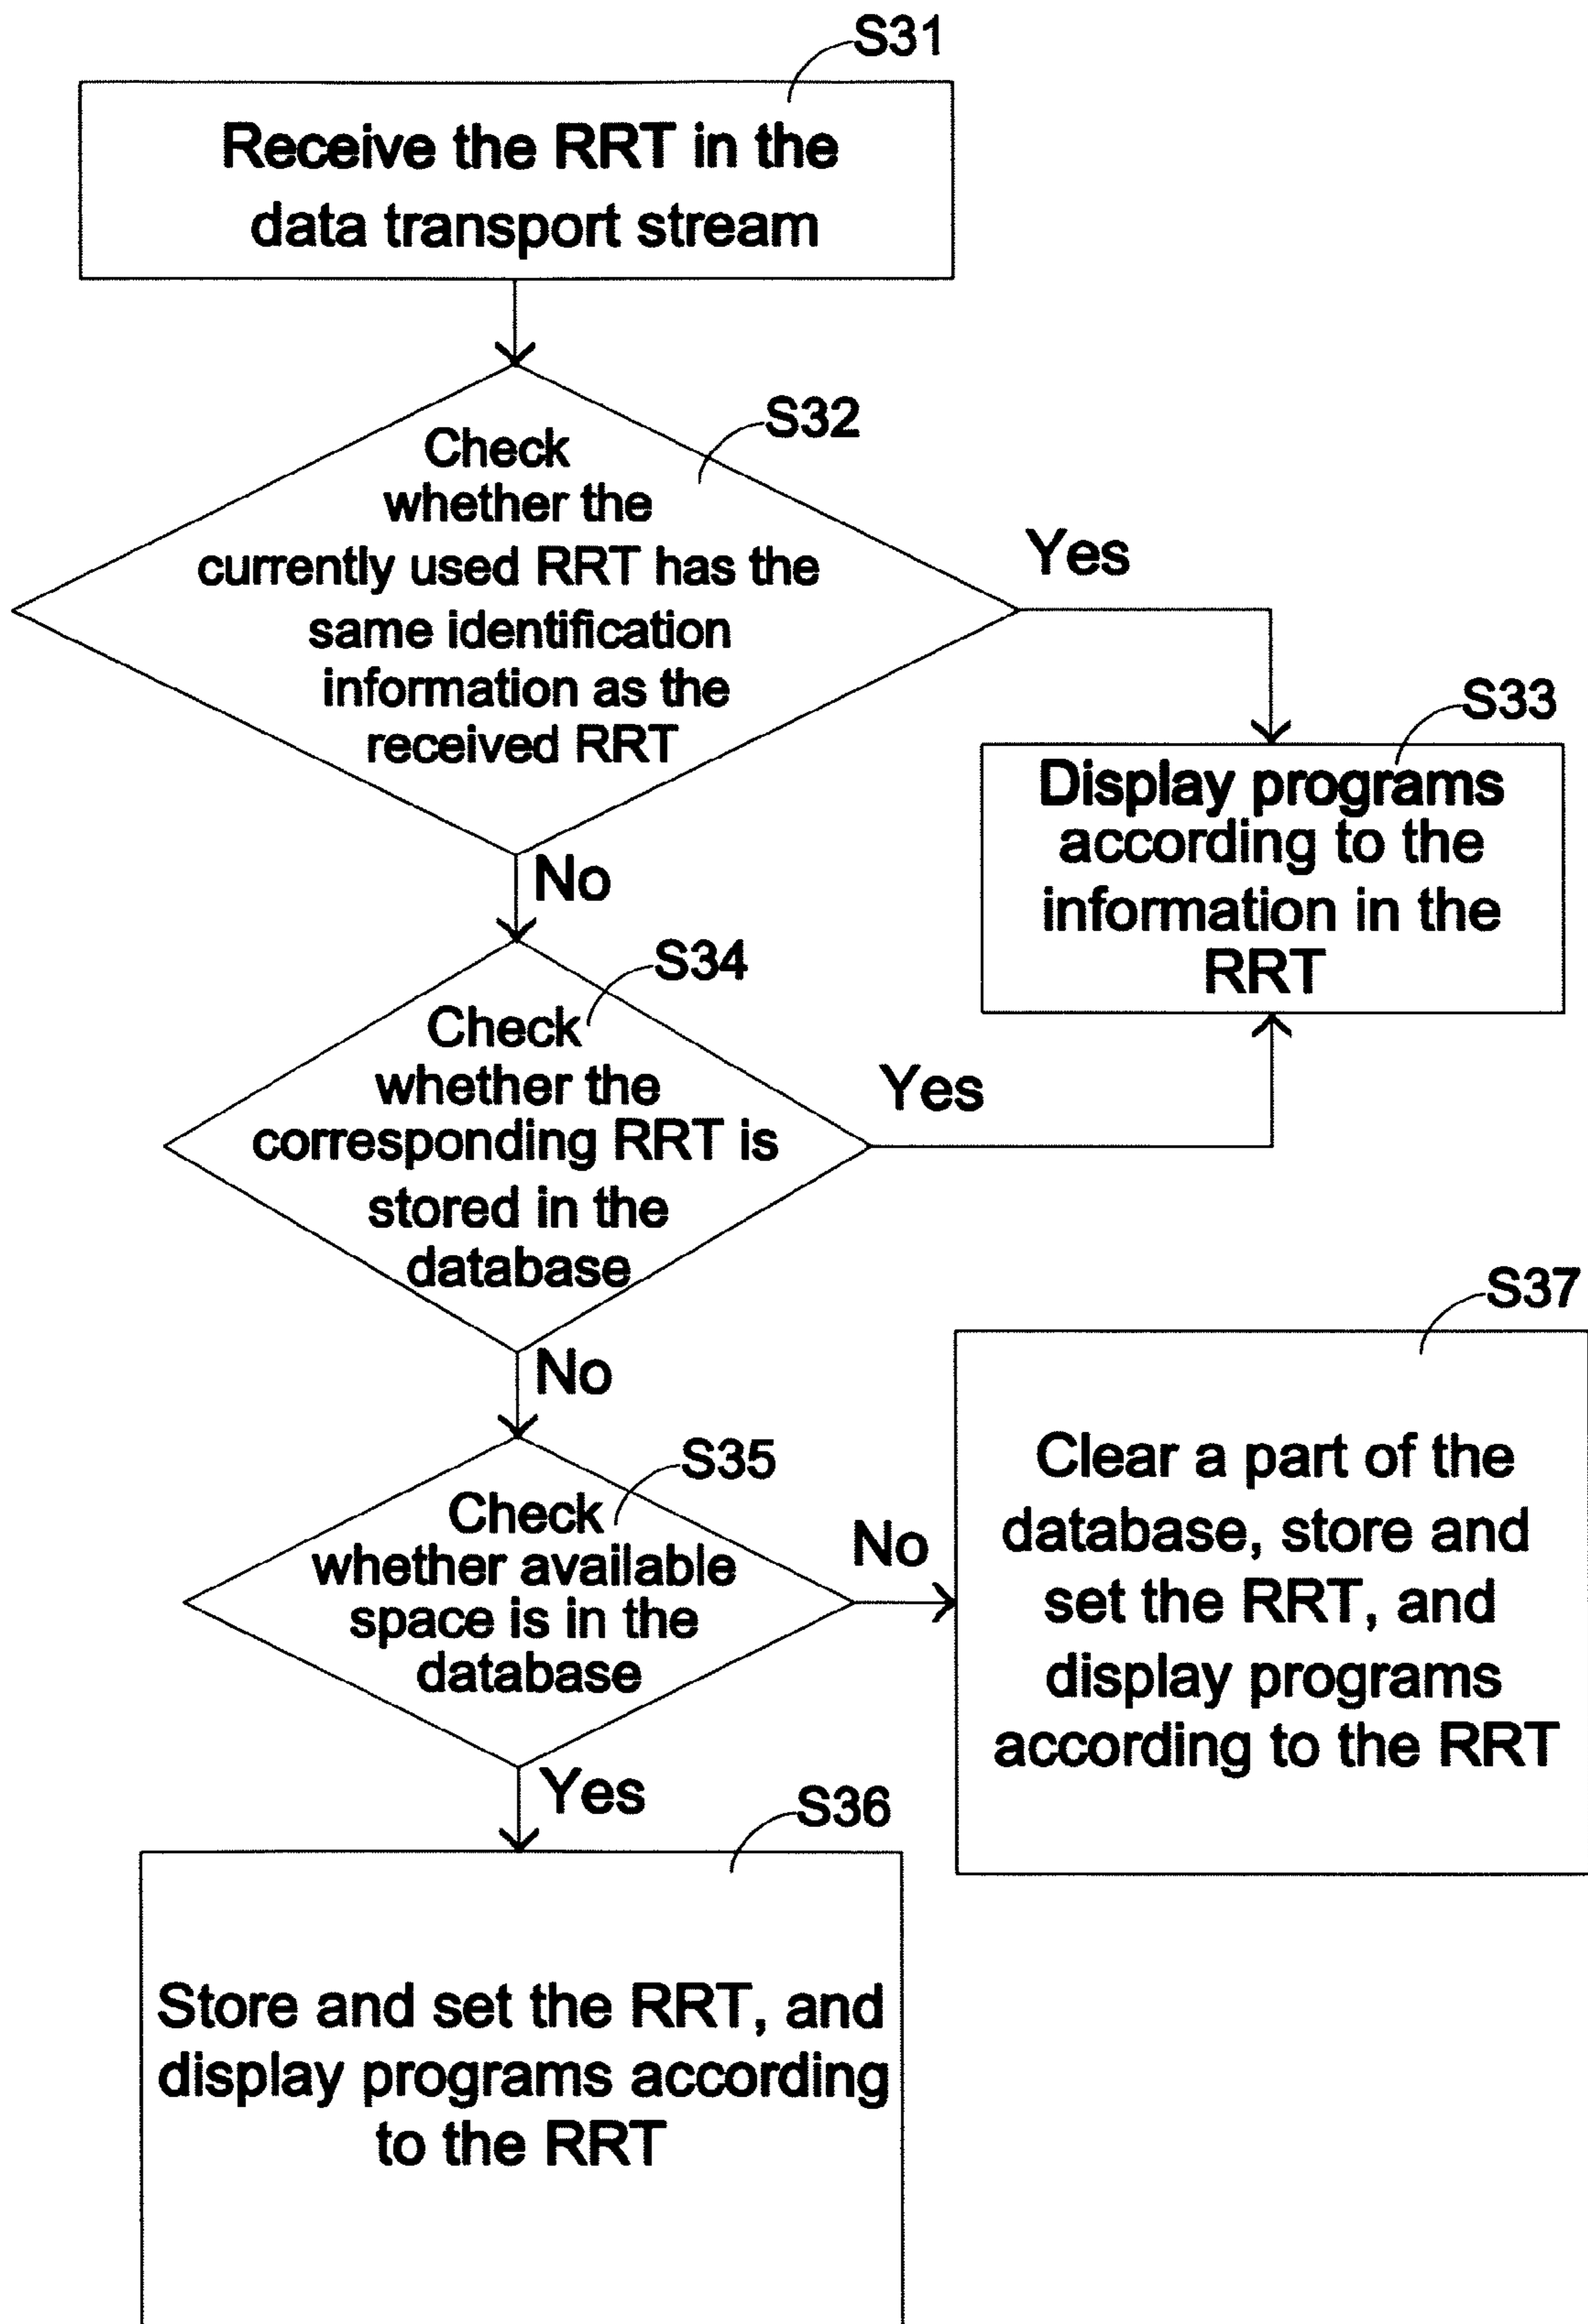 S31
Receive the RRT in the
data transport stream
S32
Check
whether the
currently used RRT has the
same identification
information as the
received RRT
Yes
S33
Display programs
according to the
information in the
RRT
No
S34
Check
whether the
corresponding RRT is
stored in the
database
Yes
No
S35
Check
whether available
space is in the
database
No
S37
Clear a part of the
database, store and
set the RRT, and
display programs
according to the RRT
Yes
S36
Store and set the RRT, and
display programs according
to the RRT